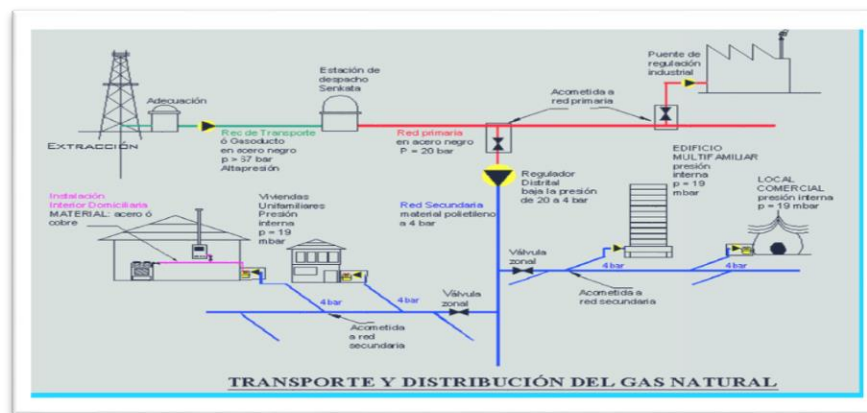 Adecuación
EXTRACCIÓN
Rec de Transporte
ó Gasoducto
en acero negro
p > 67 bar
Altapresión
Estación de
despacho
Senkata
Red primaria
en acero negro
P = 20 bar
Acometida a
red primaria
Puente de
regulación
industrial
Regulador
Distrital
baja la presión
de 20 a 4 bar
EDIFICIO
MULTIFAMILIAR
presión
interna
p = 19
mbar
LOCAL
COMERCIAL
presión interna
p = 19 mbar
Instalación
Interior Domiciliaria
MATERIAL: acero ó
cobre
Viviendas
Unifamiliares
Presión
interna
p = 19
mbar
Red Secundaria
material polietileno
a 4 bar
Válvula
zonal
4 bar
4 bar
Acometida a
red secundaria
4 bar
4 bar
Válvula
zonal
Acometida
a red
secundaria
TRANSPORTE Y DISTRIBUCIÓN DEL GAS NATURAL